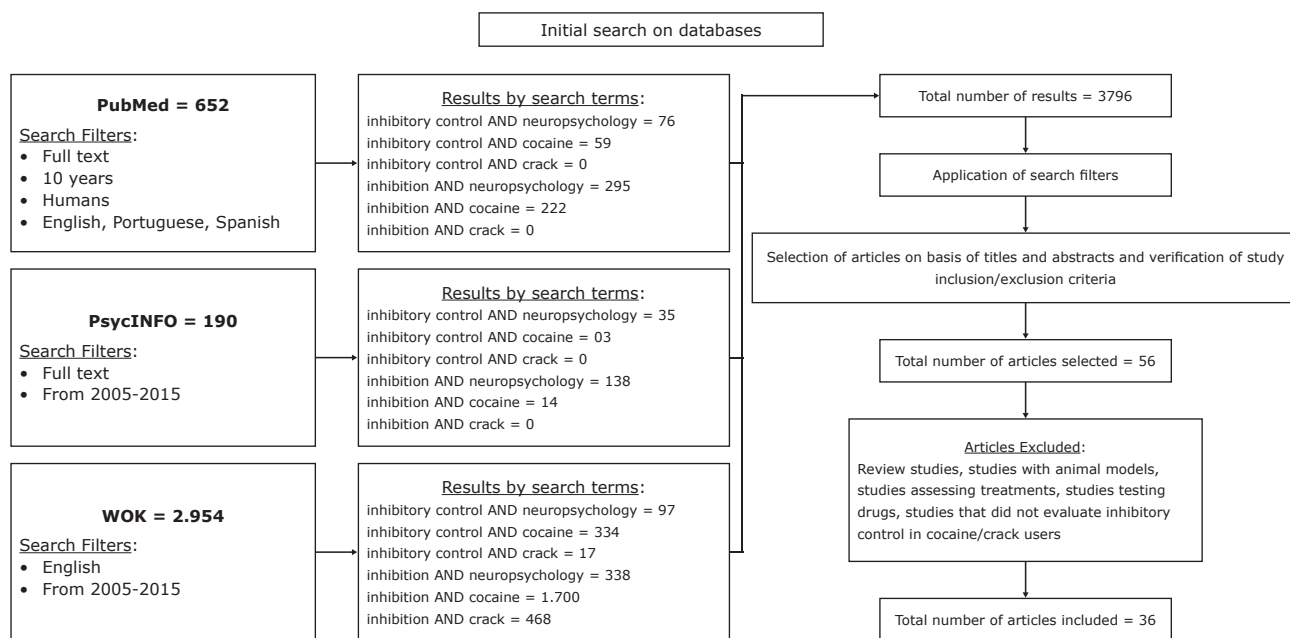 Initial search on databases
PubMed = 652
Search Filters:
• Full text
• 10 years
• Humans
• English, Portuguese, Spanish
Results by search terms:
inhibitory control AND neuropsychology = 76
inhibitory control AND cocaine = 59
inhibitory control AND crack = 0
inhibition AND neuropsychology = 295
inhibition AND cocaine = 222
inhibition AND crack = 0
PsycINFO = 190
Search Filters:
• Full text
• From 2005-2015
Results by search terms:
inhibitory control AND neuropsychology = 35
inhibitory control AND cocaine = 03
inhibitory control AND crack = 0
inhibition AND neuropsychology = 138
inhibition AND cocaine = 14
inhibition AND crack = 0
WOK = 2.954
Search Filters:
• English
• From 2005-2015
Results by search terms:
inhibitory control AND neuropsychology = 97
inhibitory control AND cocaine = 334
inhibitory control AND crack = 17
inhibition AND neuropsychology = 338
inhibition AND cocaine = 1.700
inhibition AND crack = 468
Total number of results = 3796
Application of search filters
Selection of articles on basis of titles and abstracts and verification of study
inclusion/exclusion criteria
Total number of articles selected = 56
Articles Excluded:
Review studies, studies with animal models,
studies assessing treatments, studies testing
drugs, studies that did not evaluate inhibitory
control in cocaine/crack users
Total number of articles included = 36